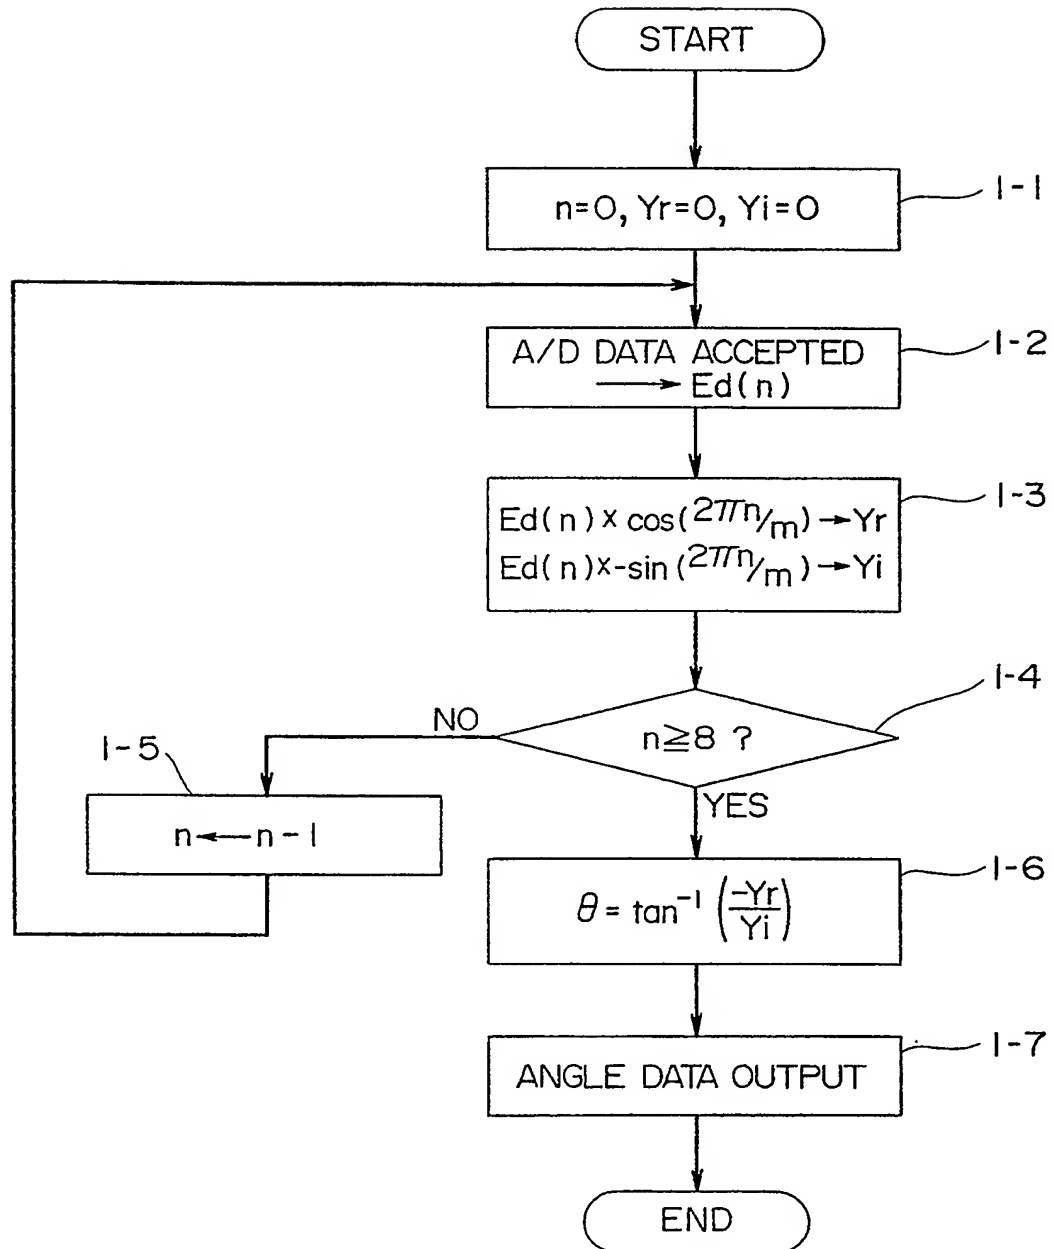 START
n=0, Yr=0, Yi=0
1-1
A/D DATA ACCEPTED
1-2
→ Ed(n)
Ed(n) × cos(2πn/m) → Yr
1-3
Ed(n)×-sin(2πn/m) → Yi
n≧8 ?
1-4
NO
YES
1-5
n ← n-1
θ = tan⁻¹ (-Yr/Yi)
1-6
ANGLE DATA OUTPUT
1-7
END